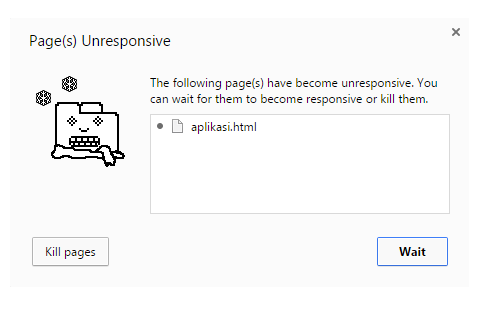 Page(s) Unresponsive
The following page(s) have become unresponsive. You
can wait for them to become responsive or kill them.
aplikasi.html
Kill pages
Wait